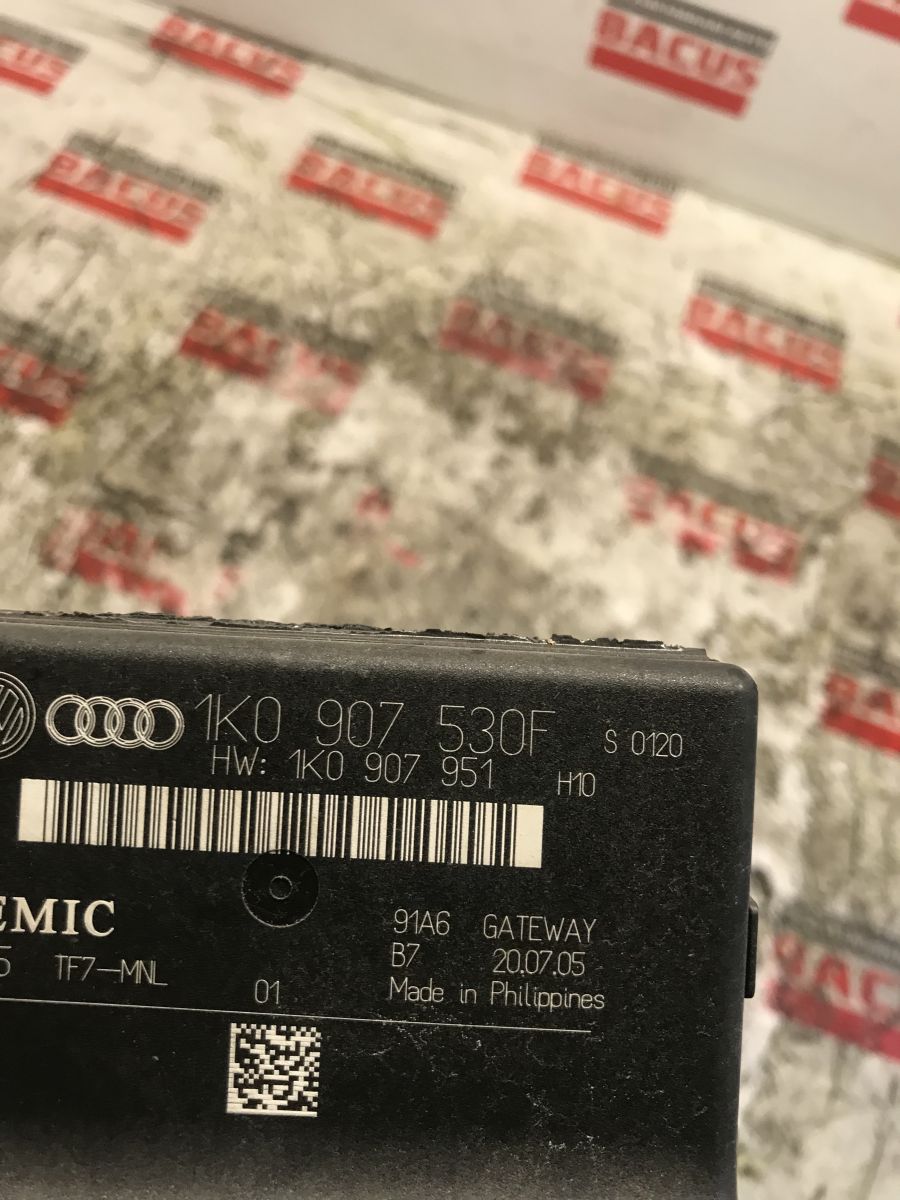 BACUS
BACUS
BACUS
BACUS
BACUS
BACUS
BACUS
1K0 907 530F S 0120
HW: 1K0 907 951 H10
EMIC
91A6 GATEWAY
5 TF7-MNL B7 20.07.05
01 Made in Philippines